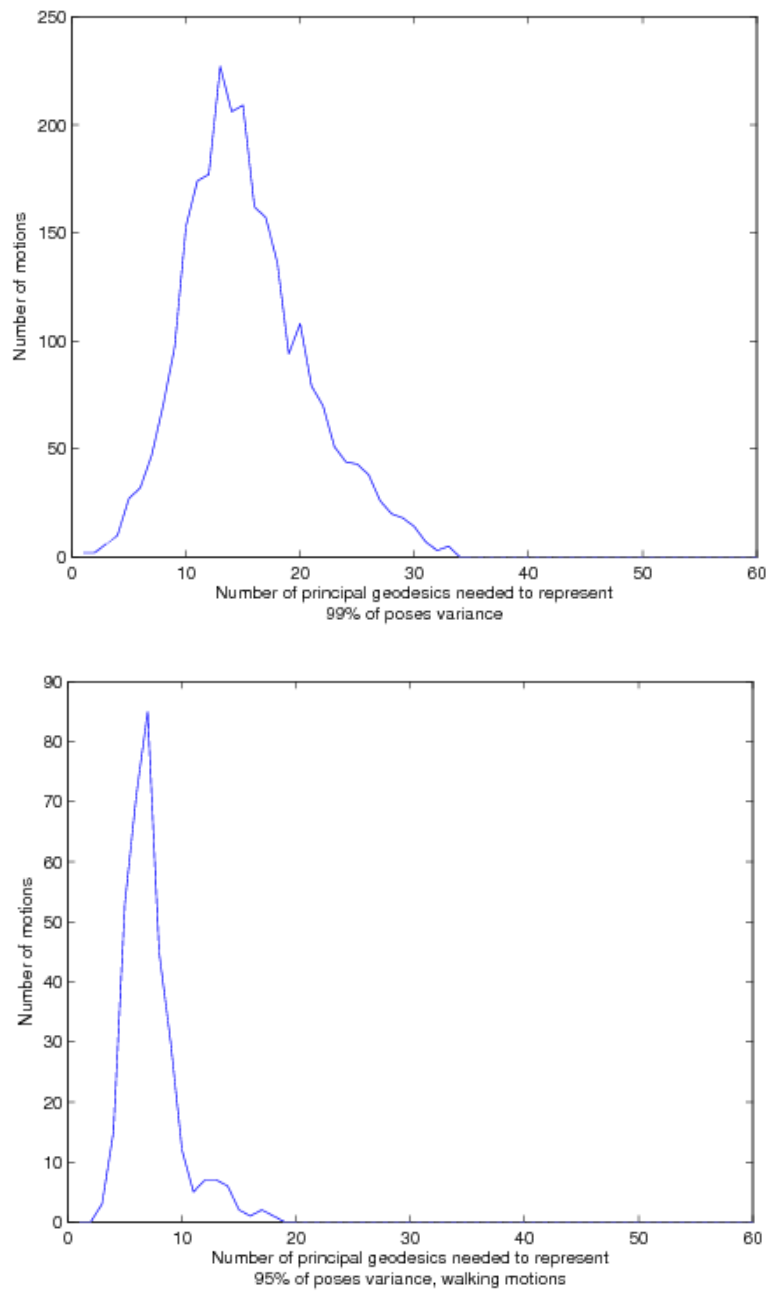 250
200
150
100
50
0
Number of motions
0 10 20 30 40 50 60
Number of principal geodesics needed to represent
99% of poses variance
90
80
70
60
50
40
30
20
10
0
Number of motions
0 10 20 30 40 50 60
Number of principal geodesics needed to represent
95% of poses variance, walking motions